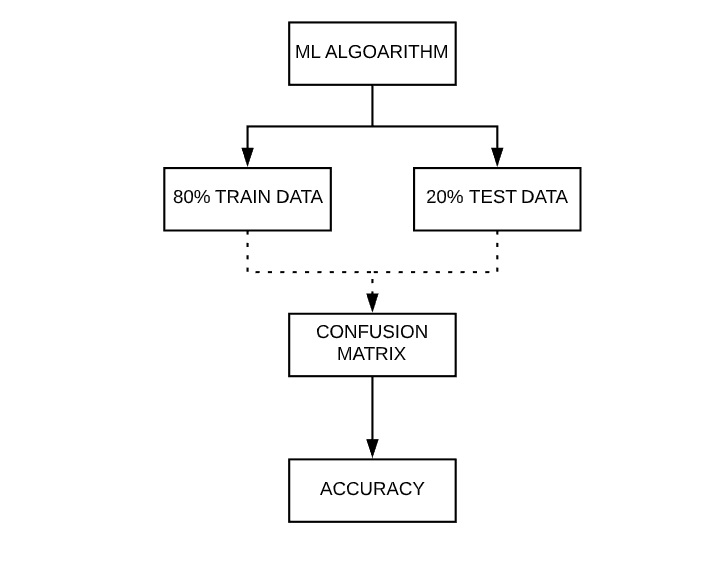 ML ALGOARITHM
80% TRAIN DATA
20% TEST DATA
CONFUSION
MATRIX
ACCURACY